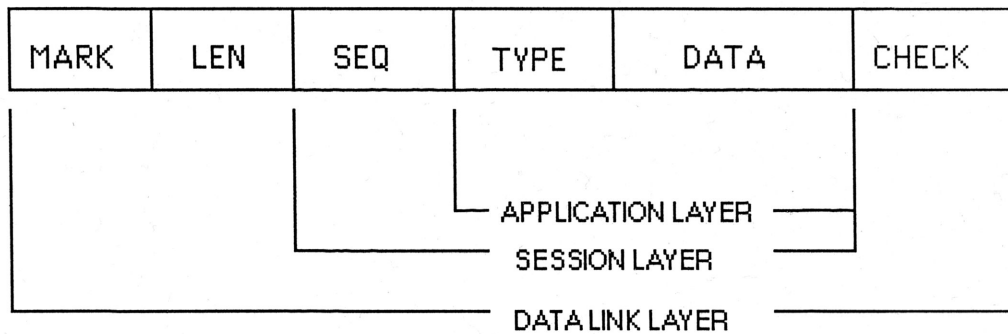 MARK LEN SEQ TYPE DATA CHECK
APPLICATION LAYER
SESSION LAYER
DATA LINK LAYER